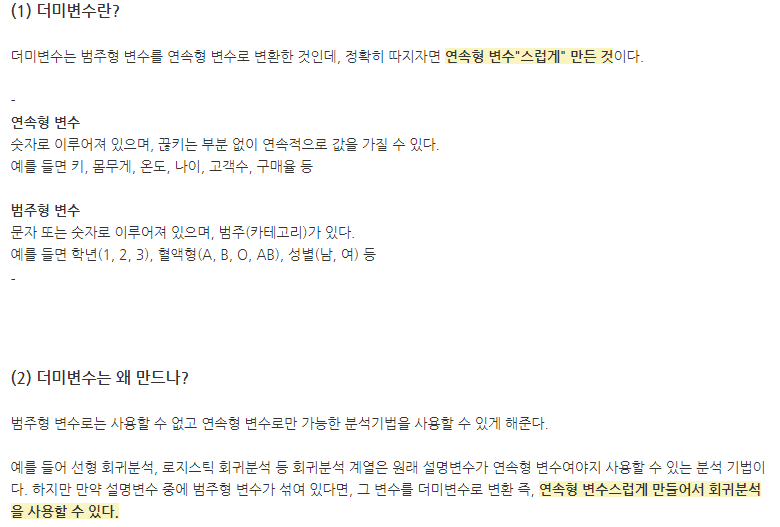 (1) 더미변수란?
더미변수는 범주형 변수를 연속형 변수로 변환한 것인데, 정확히 따지자면 연속형 변수"스럽게" 만든 것이다.
-
연속형 변수
숫자로 이루어져 있으며, 끊키는 부분 없이 연속적으로 값을 가질 수 있다.
예를 들면 키, 몸무게, 온도, 나이, 고객수, 구매율 등
범주형 변수
문자 또는 숫자로 이루어져 있으며, 범주(카테고리)가 있다.
예를 들면 학년(1, 2, 3), 혈액형(A, B, O, AB), 성별(남, 여) 등
-
(2) 더미변수는 왜 만드나?
범주형 변수로는 사용할 수 없고 연속형 변수로만 가능한 분석기법을 사용할 수 있게 해준다.
예를 들어 선형 회귀분석, 로지스틱 회귀분석 등 회귀분석 계열은 원래 설명변수가 연속형 변수여야지 사용할 수 있는 분석 기법이
다. 하지만 만약 설명변수 중에 범주형 변수가 섞여 있다면, 그 변수를 더미변수로 변환 즉, 연속형 변수스럽게 만들어서 회귀분석
을 사용할 수 있다.